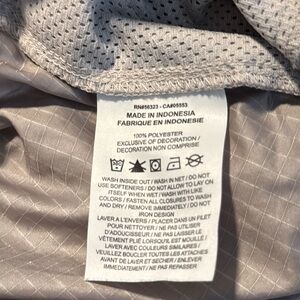 RN#56323 - CA#05553
MADE IN INDONESIA
FABRIQUE EN INDONESIE
100% POLYESTER
EXCLUSIVE OF DECORATION /
DECORATION NON COMPRISE
WASH INSIDE OUT / WASH IN NET / DO NOT
USE SOFTENERS / DO NOT ALLOW TO LAY ON
ITSELF WHEN WET / WASH WITH LIKE
COLORS / FASTEN ALL CLOSURES TO WASH
AND DRY / REMOVE IMMEDIATELY / DO NOT
IRON DESIGN
LAVER A L'ENVERS / PLACER DANS UN FILET
POUR NETTOYER / NE PAS UTILISER
D'ADOUCISSEUR / NE PAS LAISSER LE
VÊTEMENT PLIÉ LORSQU'IL EST MOUILLÉ /
LAVER AVEC COULEURS SIMILAIRES /
VEUILLEZ BOUCLER TOUTES LES ATTACHES
AVANT DE LAVER ET SÉCHER / ENLEVER
IMMEDIATEMENT / NE PAS REPASSER